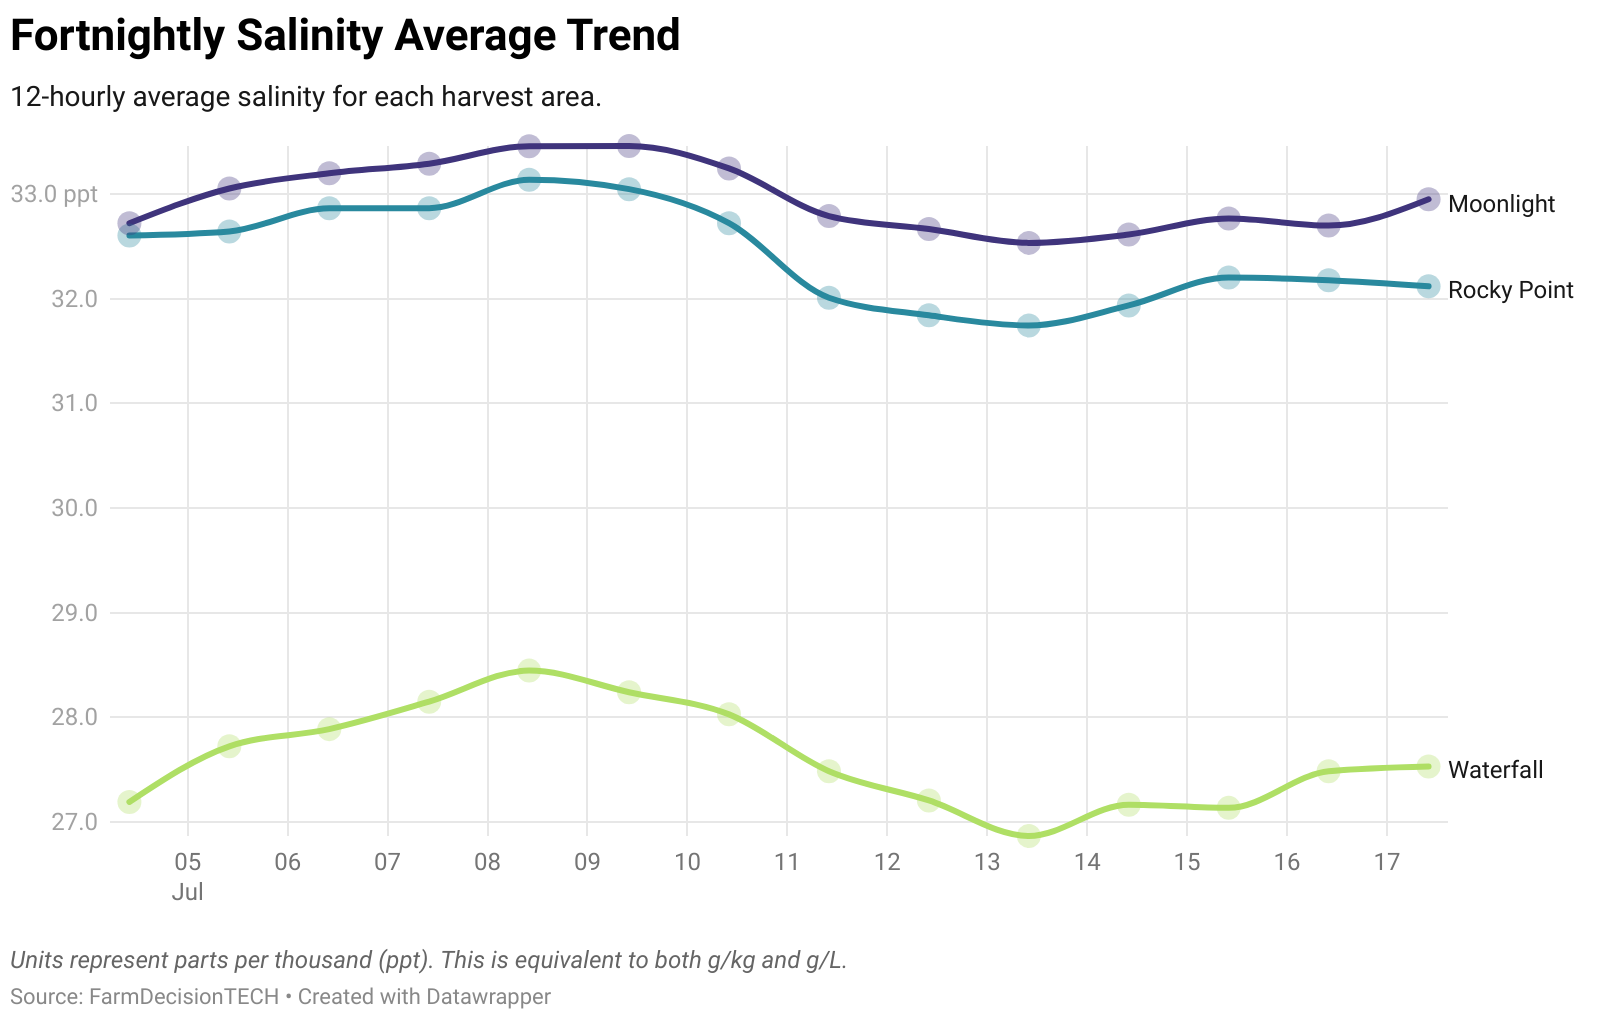 Fortnightly Salinity Average Trend
12-hourly average salinity for each harvest area.
33.0 ppt
Moonlight
32.0
Rocky Point
31.0
30.0
29.0
28.0
Waterfall
27.0
05 06 07 08 09 10 11 12 13 14 15 16 17
Jul
Units represent parts per thousand (ppt). This is equivalent to both g/kg and g/L.
Source: FarmDecisionTECH • Created with Datawrapper